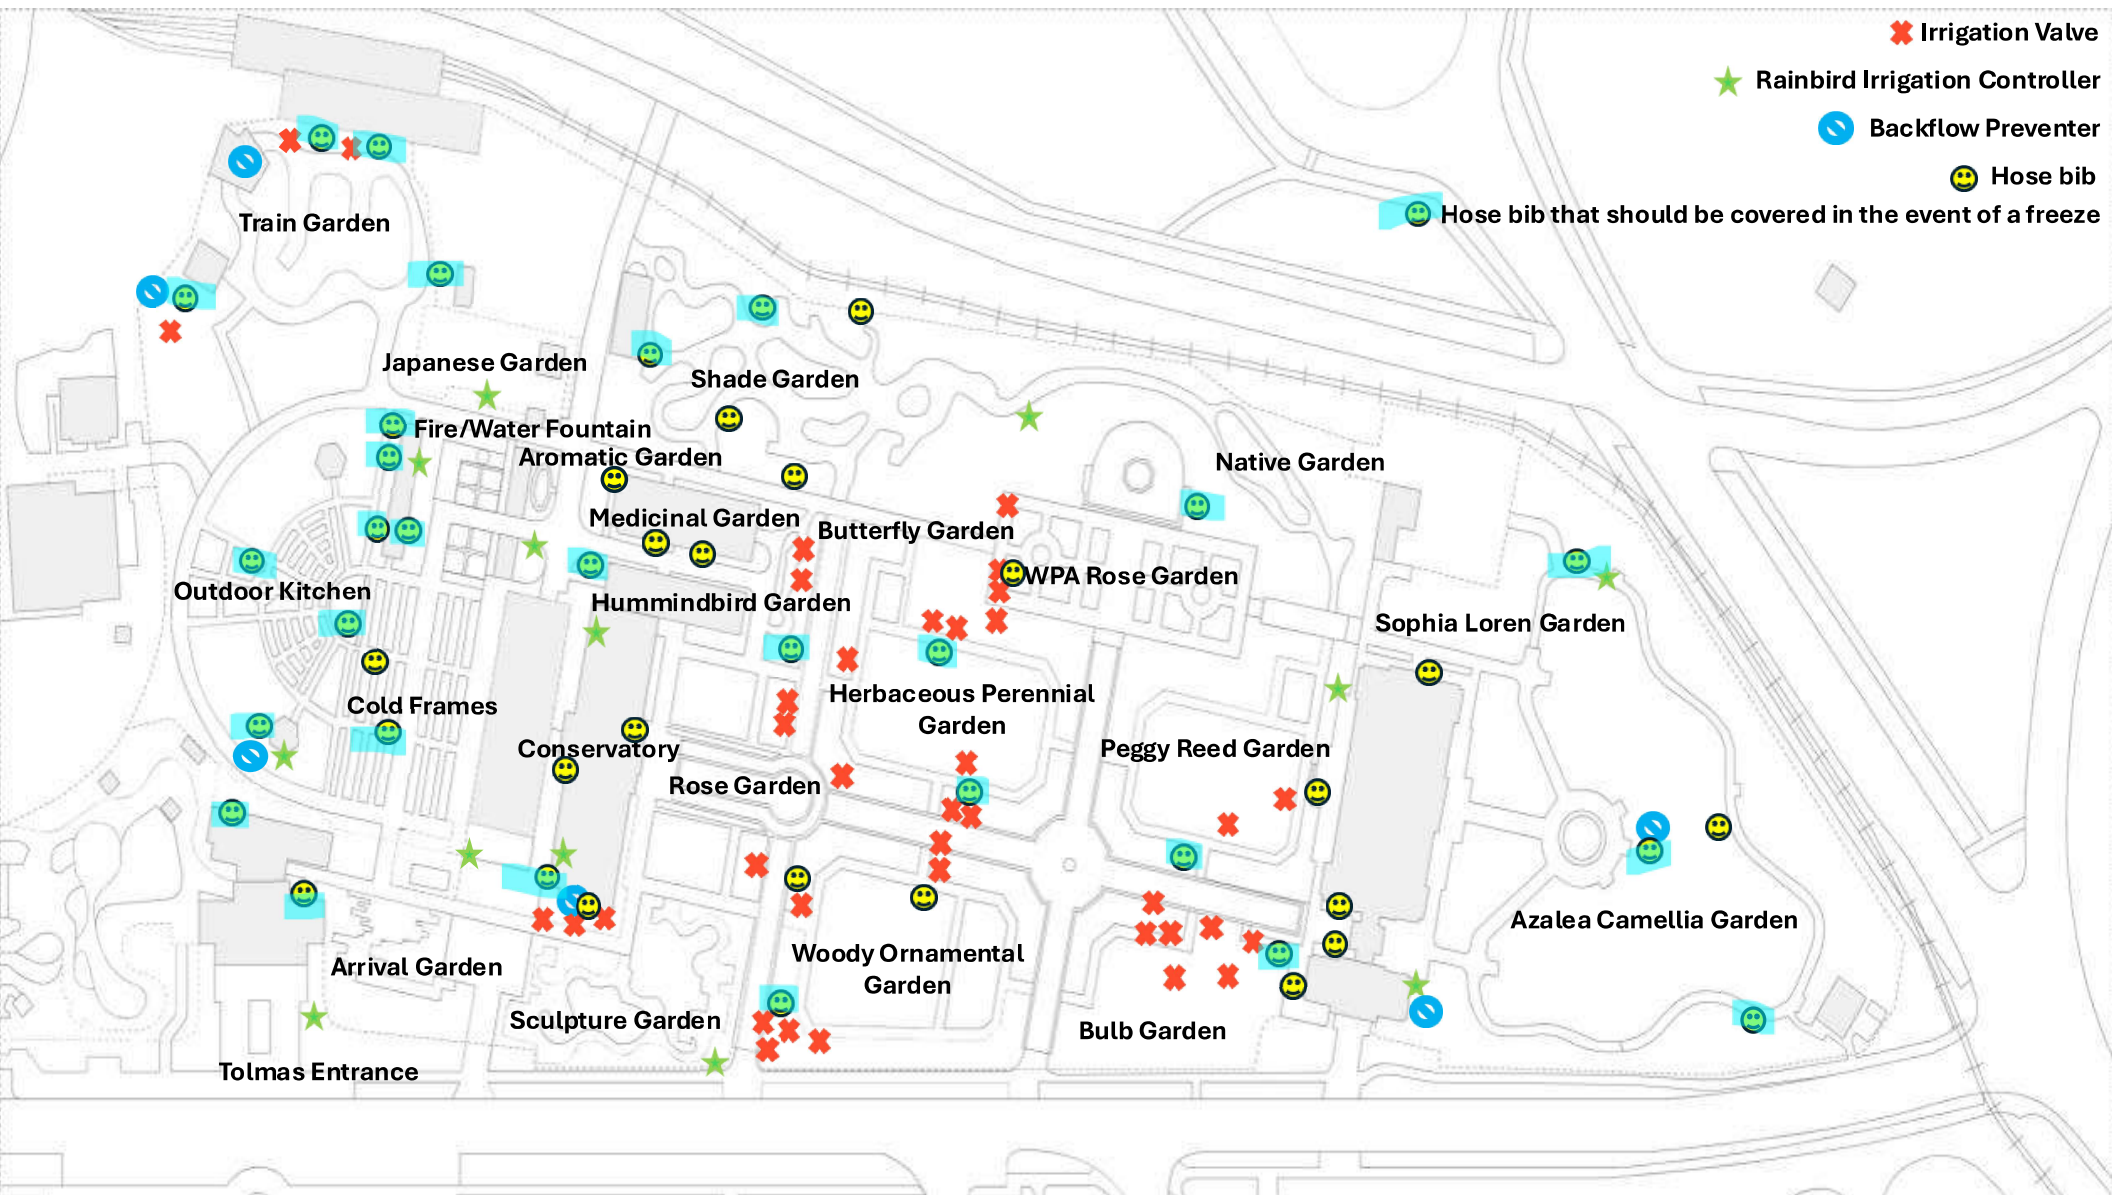 Irrigation Valve
Rainbird Irrigation Controller
Backflow Preventer
Hose bib
Hose bib that should be covered in the event of a freeze
Train Garden
Japanese Garden
Shade Garden
Fire/Water Fountain
Aromatic Garden
Native Garden
Medicinal Garden
Butterfly Garden
WPA Rose Garden
Outdoor Kitchen
Hummindbird Garden
Sophia Loren Garden
Cold Frames
Herbaceous Perennial
Garden
Conservatory
Peggy Reed Garden
Rose Garden
Azalea Camellia Garden
Woody Ornamental
Garden
Arrival Garden
Sculpture Garden
Bulb Garden
Tolmas Entrance